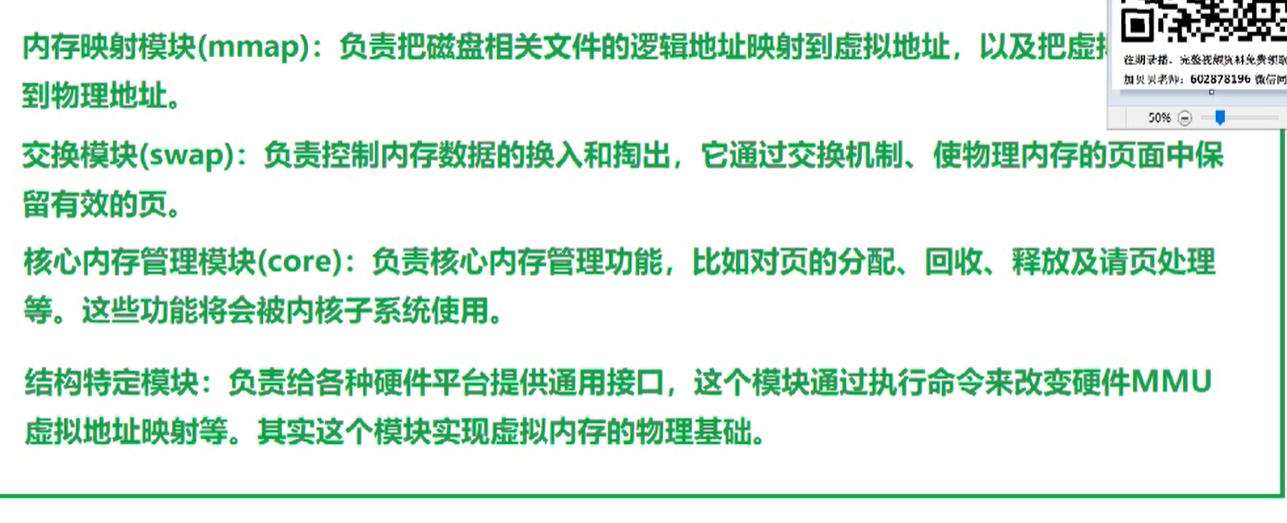 内存映射模块(mmap)：负责把磁盘相关文件的逻辑地址映射到虚拟地址，以及把虚
到物理地址。
往期录播、完整视频资料免费领取
加贝贝老师：602878196 微信同
50%
交换模块(swap)：负责控制内存数据的换入和掏出，它通过交换机制、使物理内存的页面中保
留有效的页。
核心内存管理模块(core)：负责核心内存管理功能，比如对页的分配、回收、释放及请页处理
等。这些功能将会被内核子系统使用。
结构特定模块：负责给各种硬件平台提供通用接口，这个模块通过执行命令来改变硬件MMU
虚拟地址映射等。其实这个模块实现虚拟内存的物理基础。